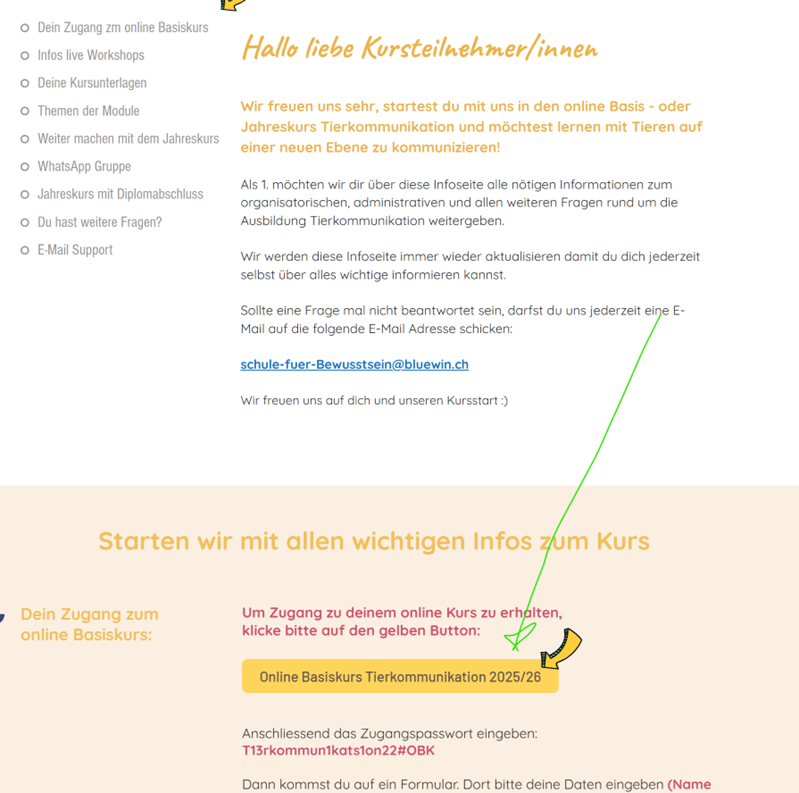 Dein Zugang zm online Basiskurs
Infos live Workshops
Deine Kursunterlagen
Themen der Module
Weiter machen mit dem Jahreskurs
WhatsApp Gruppe
Jahreskurs mit Diplomabschluss
Du hast weitere Fragen?
E-Mail Support
Hallo liebe Kursteilnehmer/innen
Wir freuen uns sehr, startest du mit uns in den online Basis - oder
Jahreskurs Tierkommunikation und möchtest lernen mit Tieren auf
einer neuen Ebene zu kommunizieren!
Als 1. möchten wir dir über diese Infoseite alle nötigen Informationen zum
organisatorischen, administrativen und allen weiteren Fragen rund um die
Ausbildung Tierkommunikation weitergeben.
Wir werden diese Infoseite immer wieder aktualisieren damit du dich jederzeit
selbst über alles wichtige informieren kannst.
Sollte eine Frage mal nicht beantwortet sein, darfst du uns jederzeit eine E-
Mail auf die folgende E-Mail Adresse schicken:
schule-fuer-Bewusstsein@bluewin.ch
Wir freuen uns auf dich und unseren Kursstart :)
Starten wir mit allen wichtigen Infos zum Kurs
Dein Zugang zum
online Basiskurs:
Um Zugang zu deinem online Kurs zu erhalten,
klicke bitte auf den gelben Button:
Online Basiskurs Tierkommunikation 2025/26
Anschliessend das Zugangspasswort eingeben:
T13rkommun1kats1on22#OBK
Dann kommst du auf ein Formular. Dort bitte deine Daten eingeben (Name